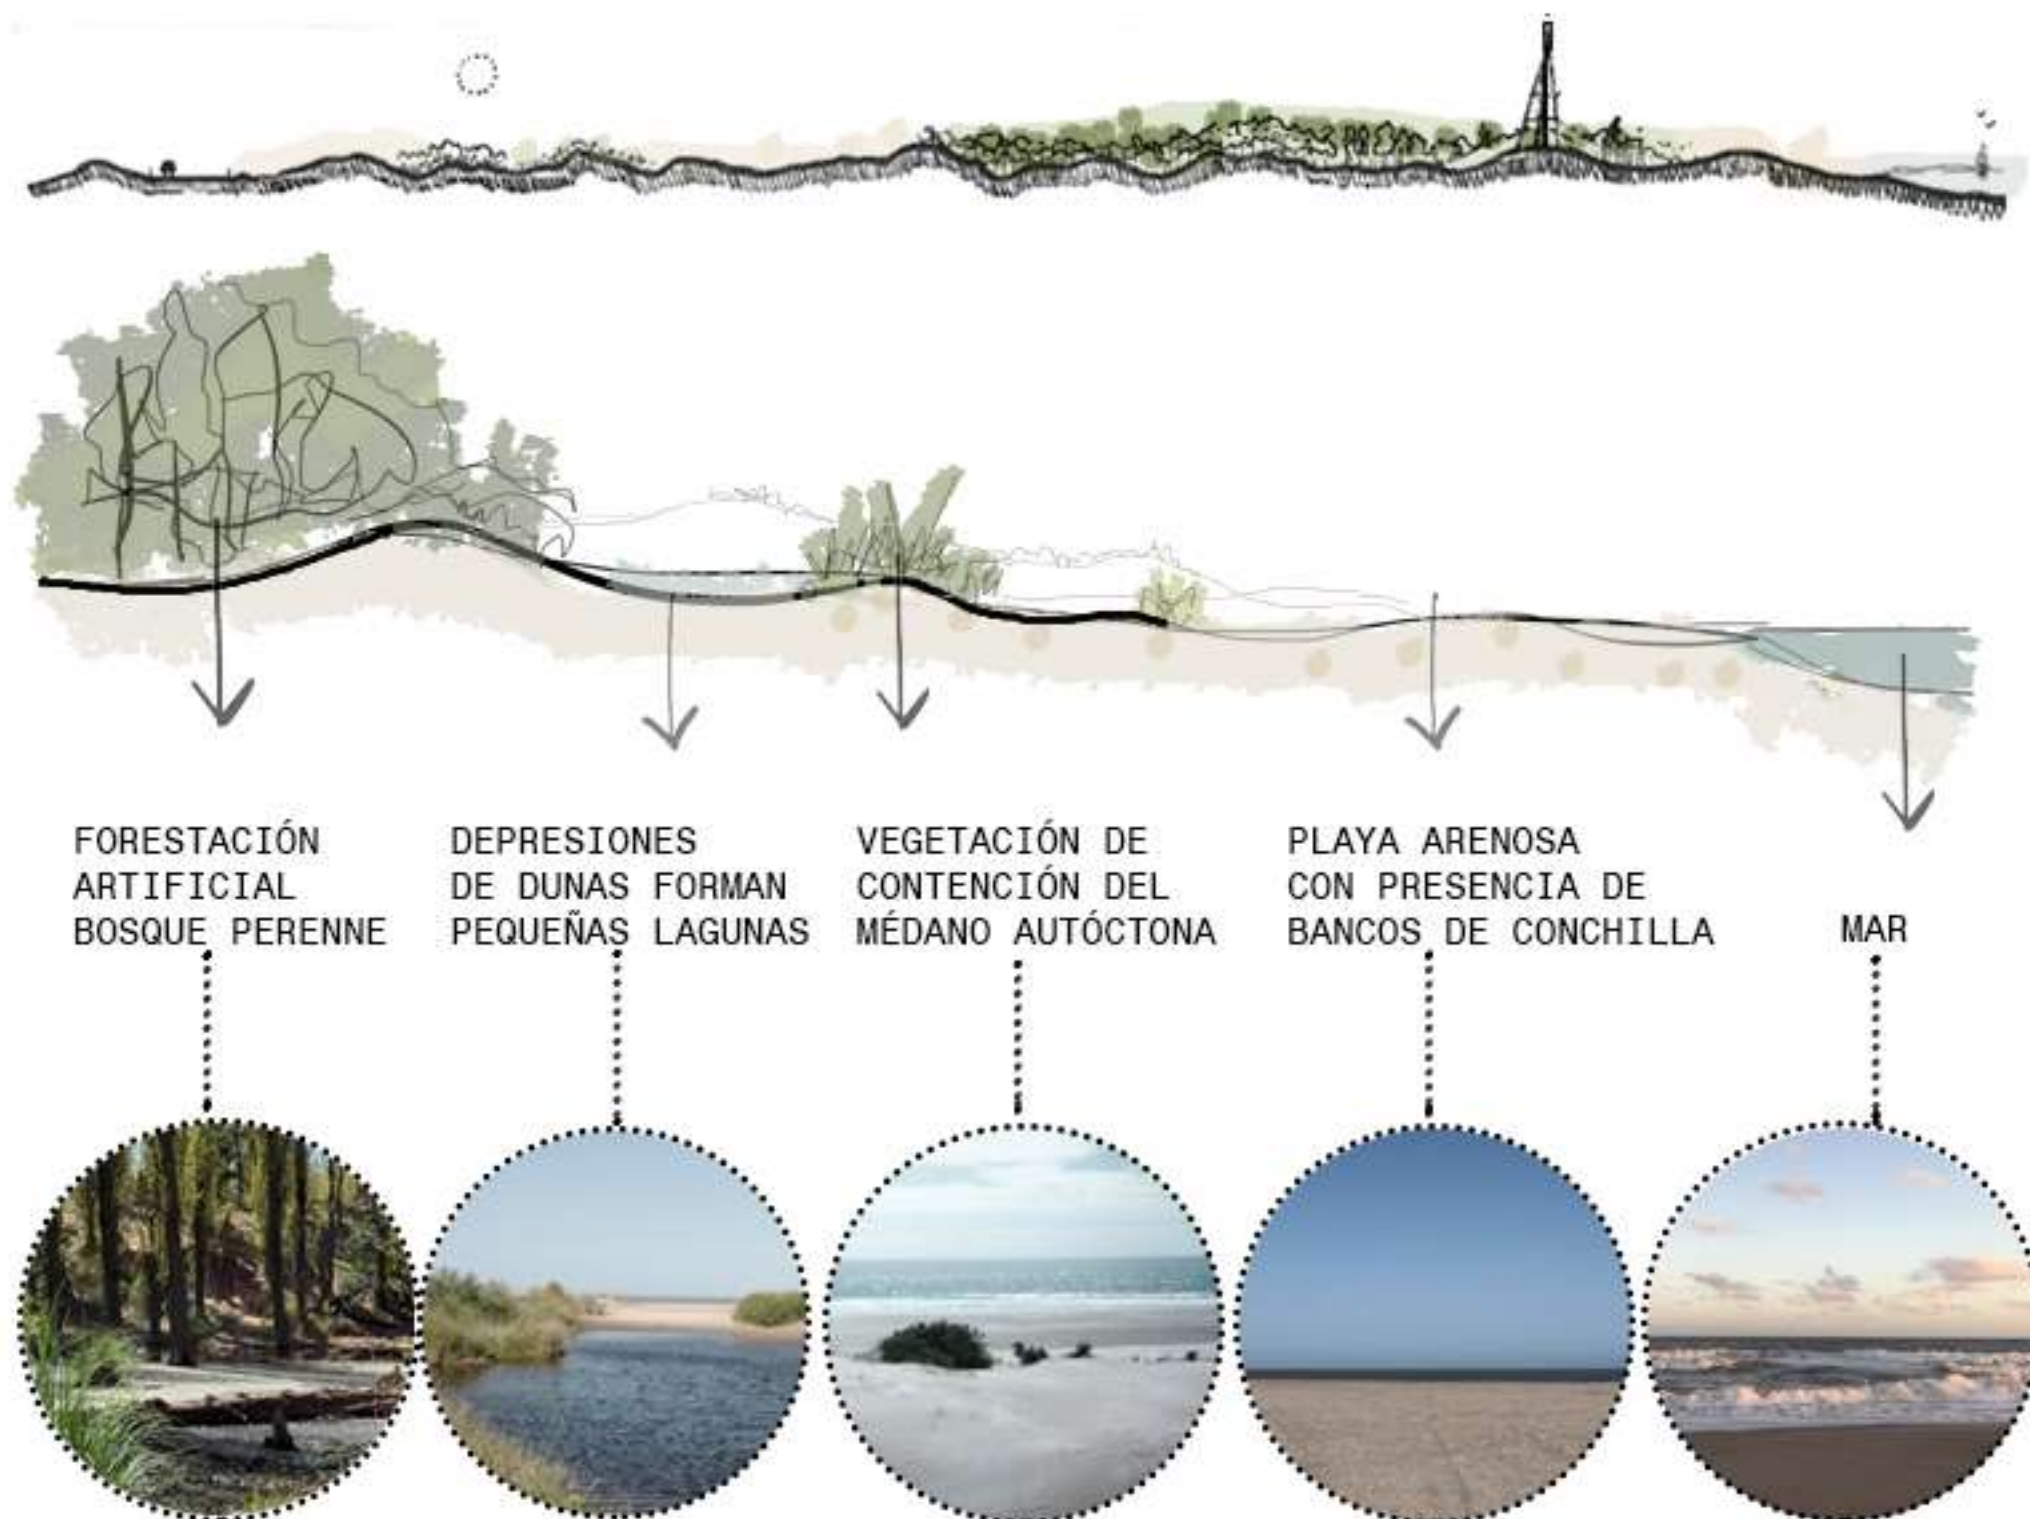 FORESTACIÓN
ARTIFICIAL
BOSQUE PERENNE
DEPRESIONES
DE DUNAS FORMAN
PEQUEÑAS LAGUNAS
VEGETACIÓN DE
CONTENCIÓN DEL
MÉDANO AUTÓCTONA
PLAYA ARENOSA
CON PRESENCIA DE
BANCOS DE CONCHILLA
MAR